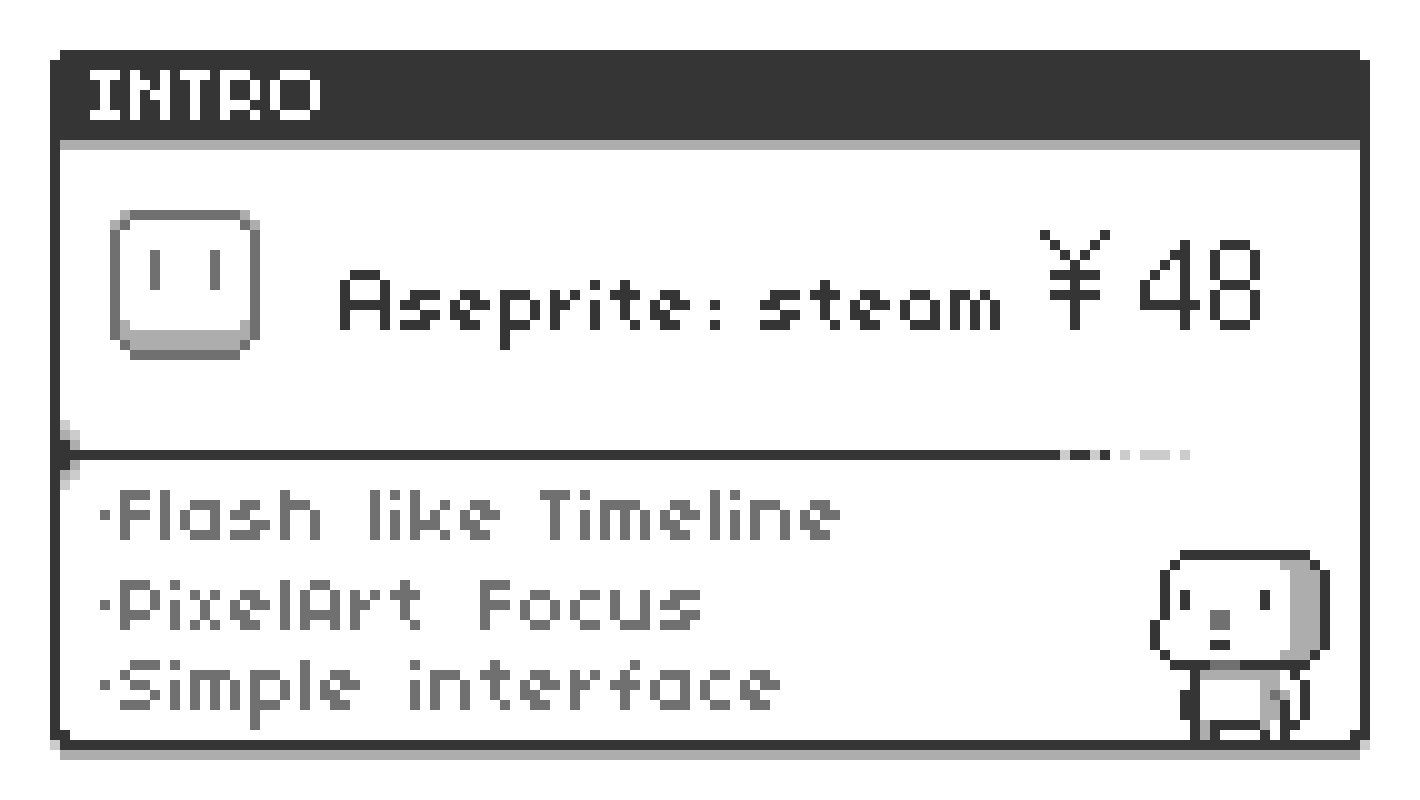 INTRO
Aseprite: steam ¥48
·Flash like Timeline
·PixelArt Focus
·Simple interface